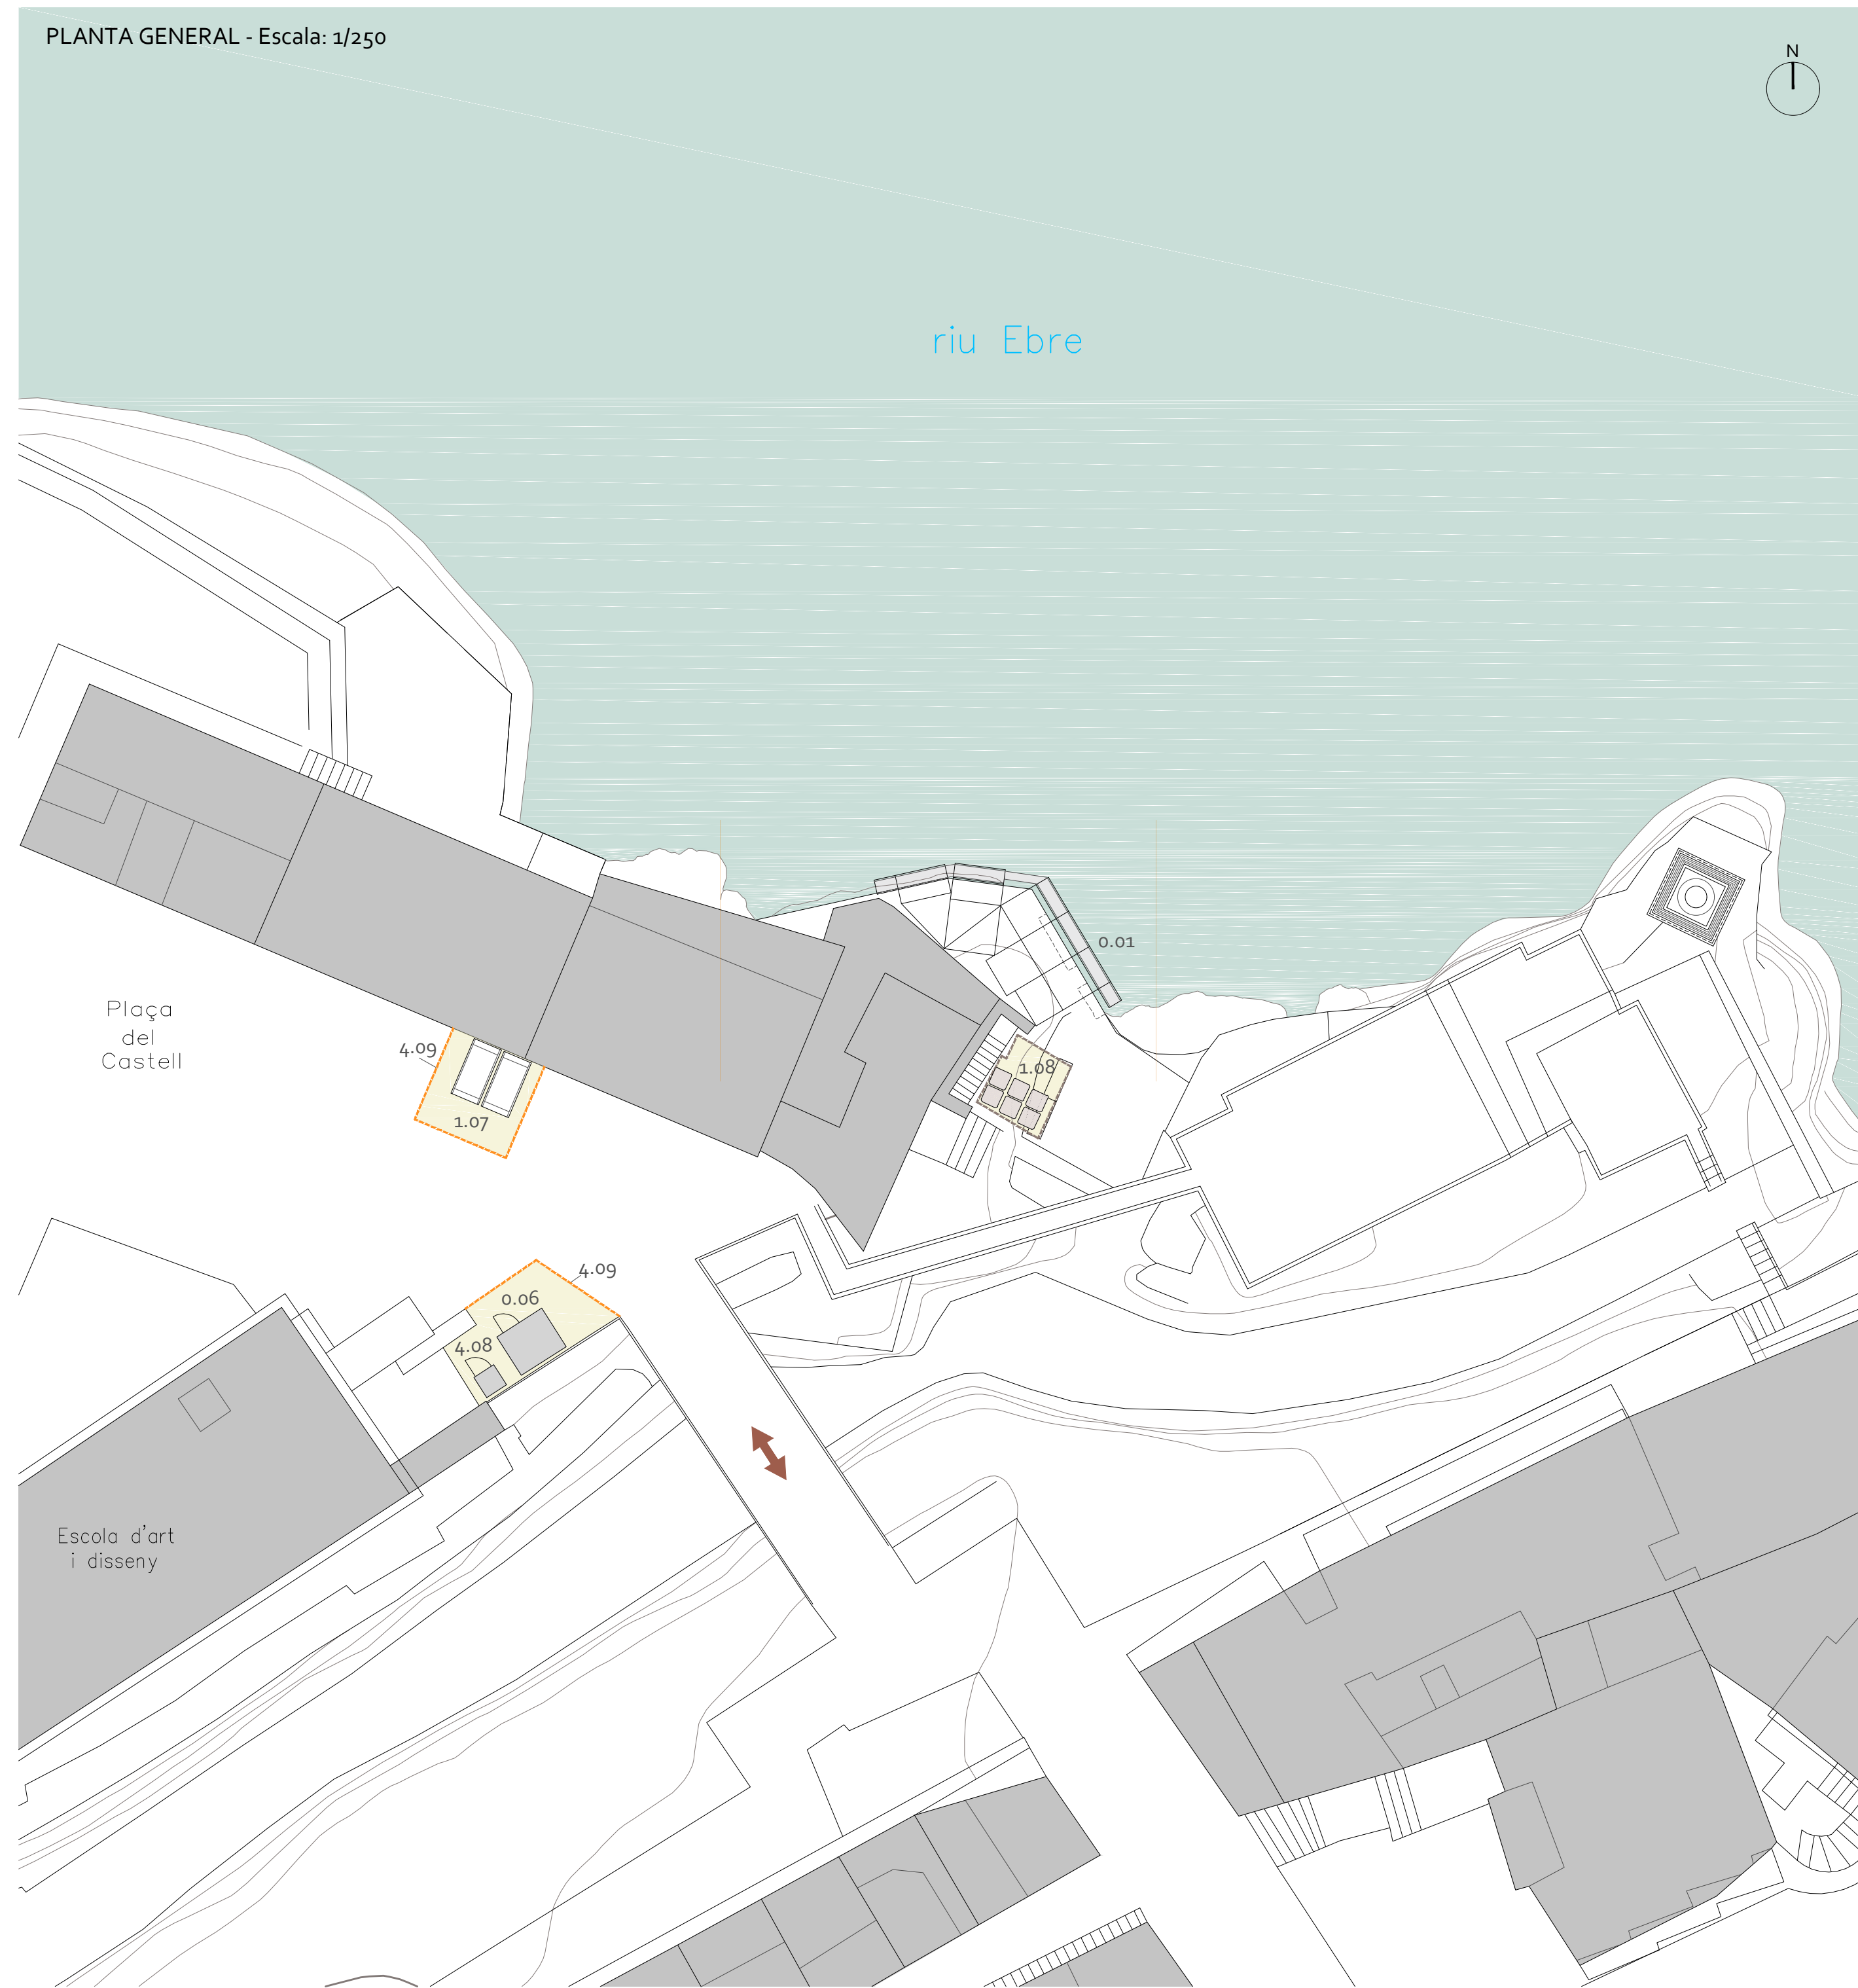 PLANTA GENERAL - Escala: 1/250
N
riu Ebre
0.01
Plaça
del
Castell
4.09
1.08
1.07
4.09
0.06
4.08
Escola d'art
i disseny